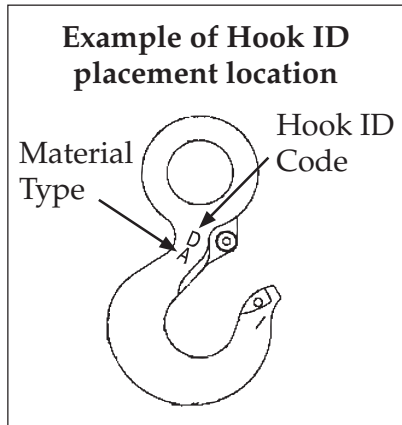 Example of Hook ID
placement location
Hook ID
Code
Material
Type
D
A